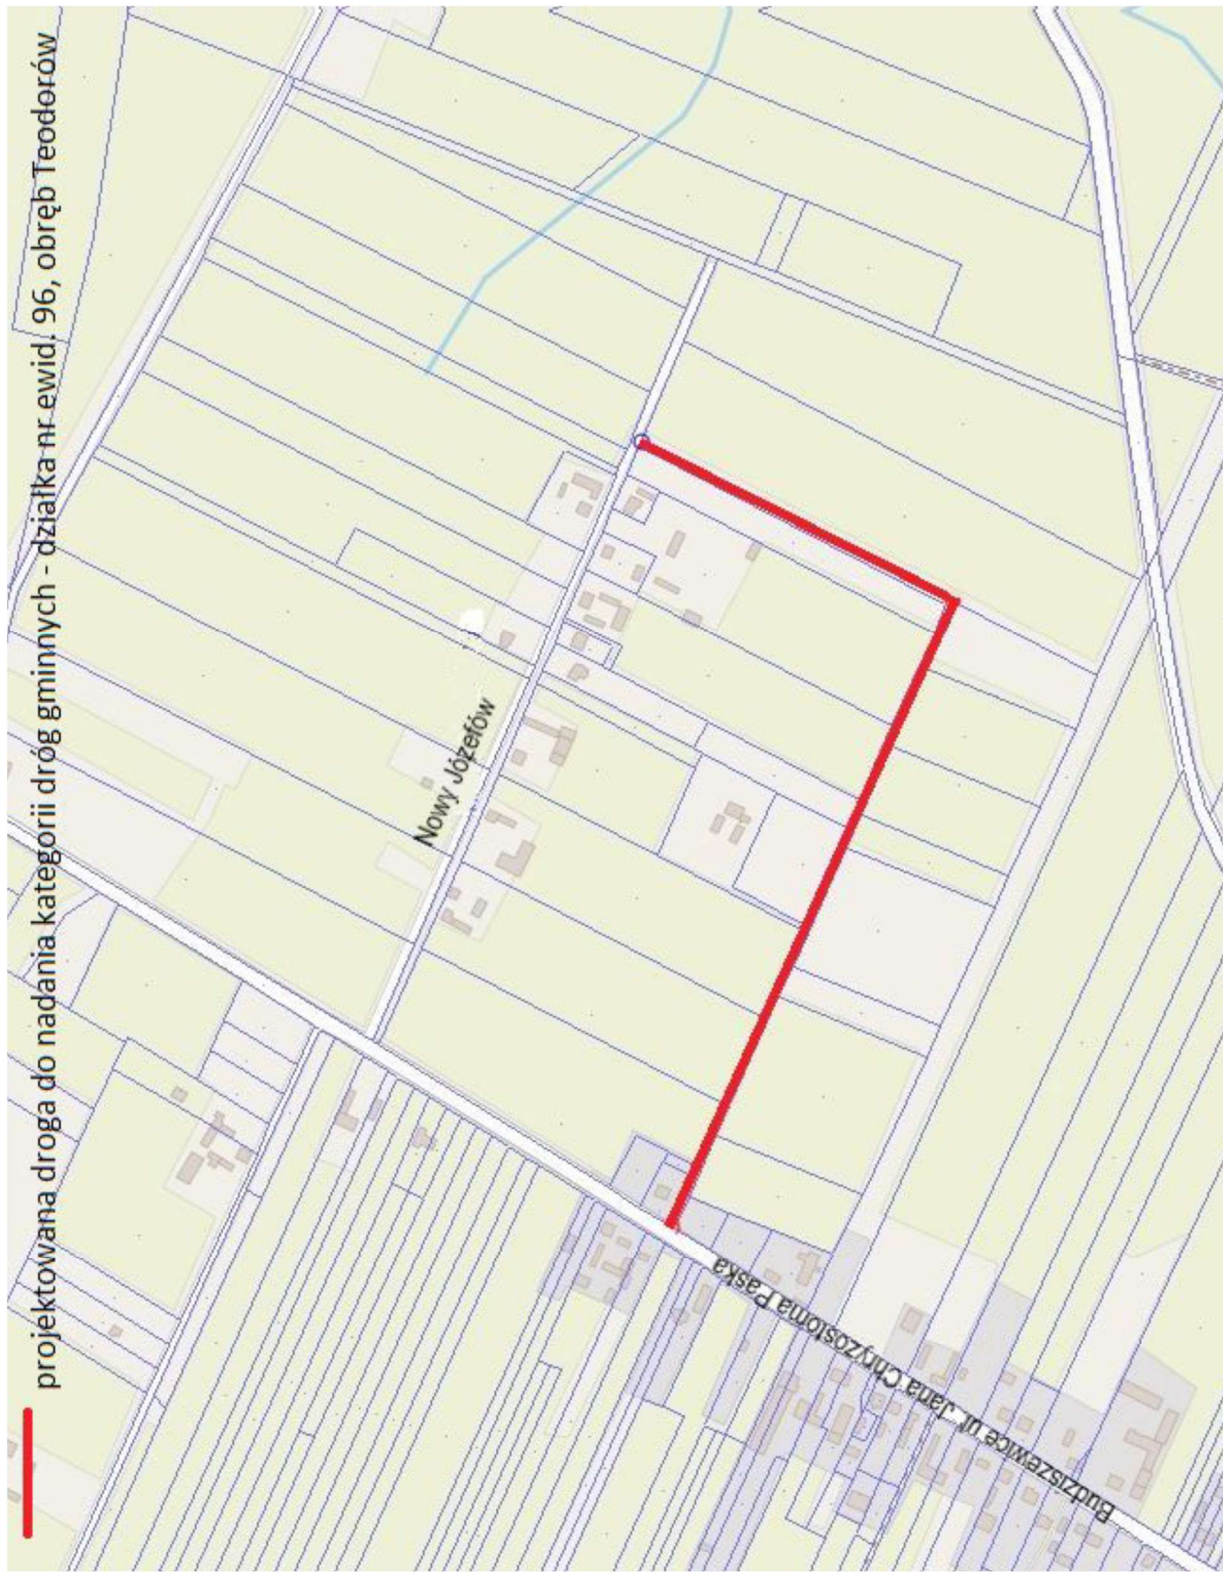 projektowana droga do nadania kategorii dróg gminnych - działka nr ewid. 96, obręb Teodorów
Nowy Józefów
Budziszewice ul. Jana Chryzostoma Paska